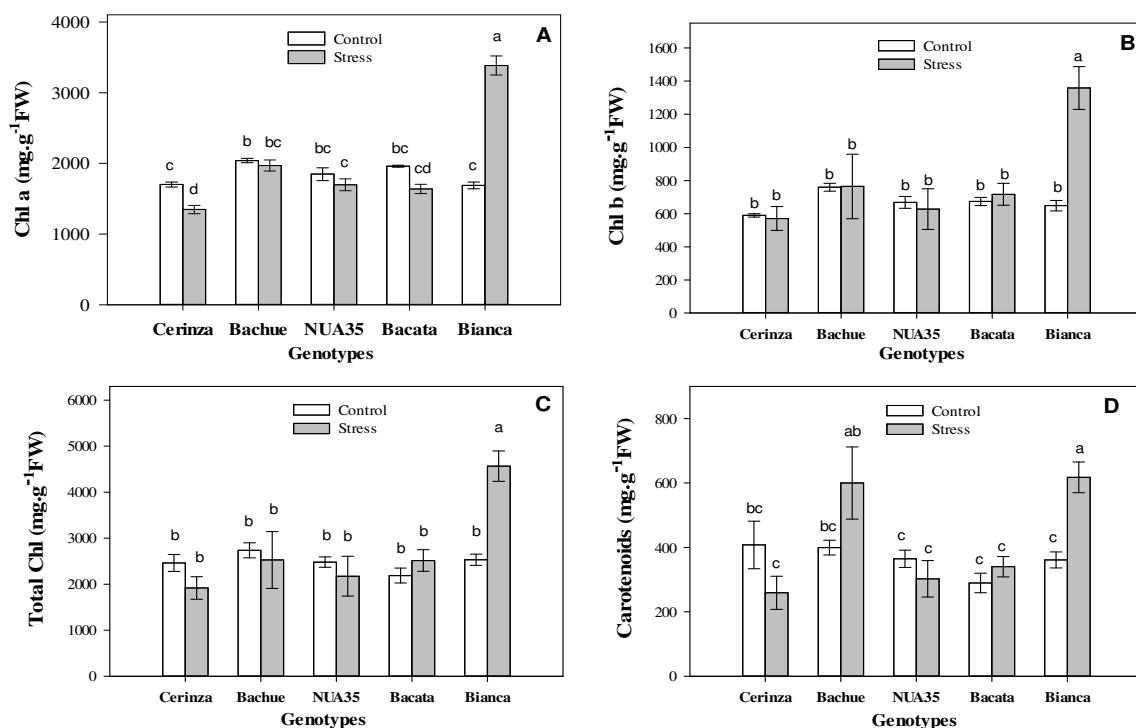 A
Control
Stress
Chl a (mg.g⁻¹FW)
4000
3000
2000
1000
0
c d b bc bc c bc cd c a
Cerinza Bachue NUA35 Bacata Bianca
Genotypes
B
Control
Stress
Chl b (mg.g⁻¹FW)
1600
1400
1200
1000
800
600
400
200
0
b b b b b b b b b a
Cerinza Bachue NUA35 Bacata Bianca
Genotypes
C
Control
Stress
Total Chl (mg.g⁻¹FW)
6000
5000
4000
3000
2000
1000
0
b b b b b b b b b a
Cerinza Bachue NUA35 Bacata Bianca
Genotypes
D
Control
Stress
Carotenoids (mg.g⁻¹FW)
800
600
400
200
0
bc c bc ab c c c c c a
Cerinza Bachue NUA35 Bacata Bianca
Genotypes